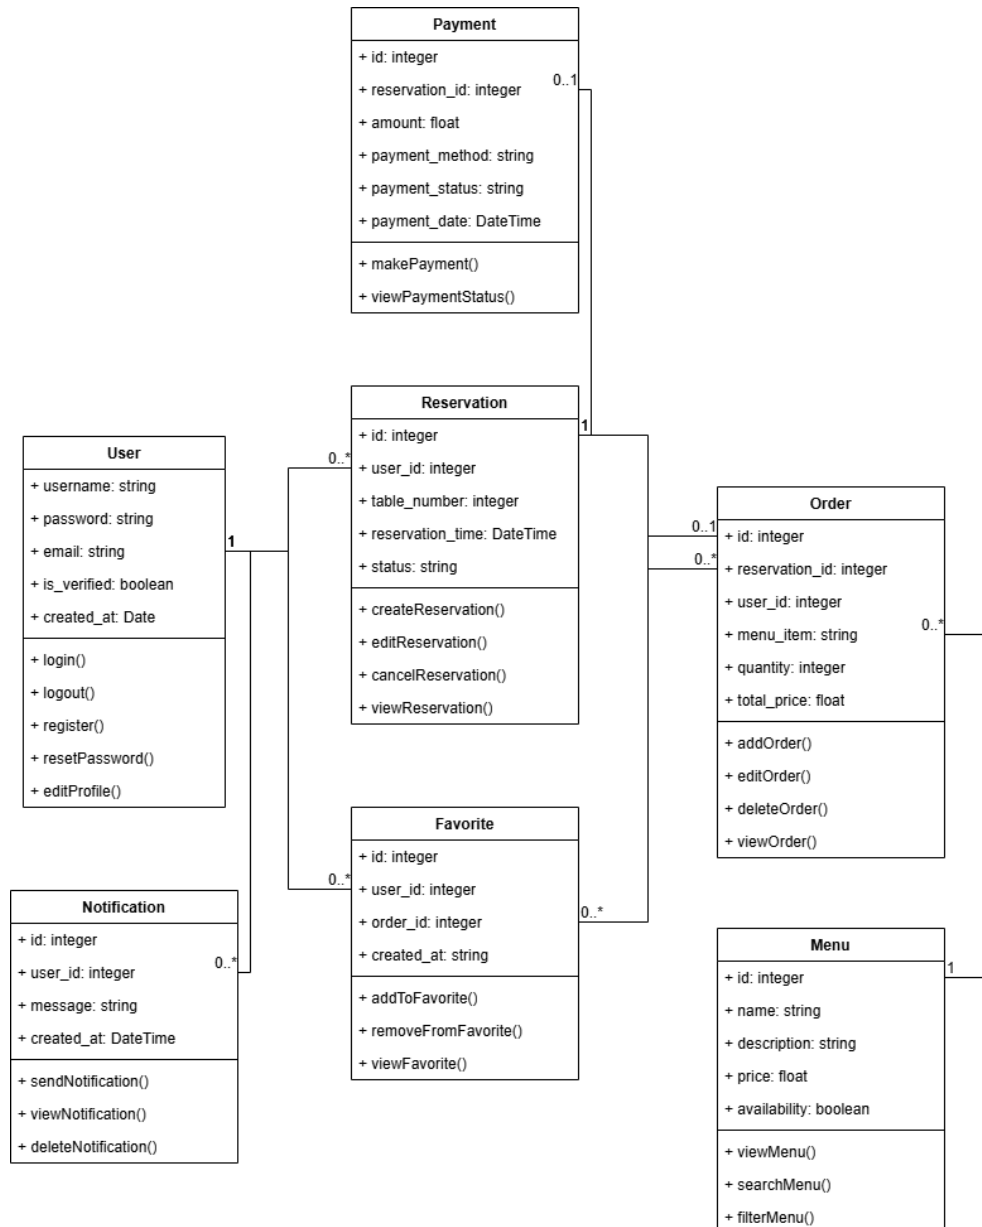 Payment
+ id: integer
0..1
+ reservation_id: integer
+ amount: float
+ payment_method: string
+ payment_status: string
+ payment_date: DateTime
+ makePayment()
+ viewPaymentStatus()
Reservation
1
+ id: integer
0..*
+ user_id: integer
+ table_number: integer
+ reservation_time: DateTime
+ status: string
+ createReservation()
+ editReservation()
+ cancelReservation()
+ viewReservation()
User
+ username: string
+ password: string
1
+ email: string
+ is_verified: boolean
+ created_at: Date
+ login()
+ logout()
+ register()
+ resetPassword()
+ editProfile()
Order
0..1
+ id: integer
0..*
+ reservation_id: integer
+ user_id: integer
+ menu_item: string
0..*
+ quantity: integer
+ total_price: float
+ addOrder()
+ editOrder()
+ deleteOrder()
+ viewOrder()
Favorite
+ id: integer
0..*
+ user_id: integer
+ order_id: integer
0..*
+ created_at: string
+ addToFavorite()
+ removeFromFavorite()
+ viewFavorite()
Notification
+ id: integer
+ user_id: integer
0..*
+ message: string
+ created_at: DateTime
+ sendNotification()
+ viewNotification()
+ deleteNotification()
Menu
1
+ id: integer
+ name: string
+ description: string
+ price: float
+ availability: boolean
+ viewMenu()
+ searchMenu()
+ filterMenu()